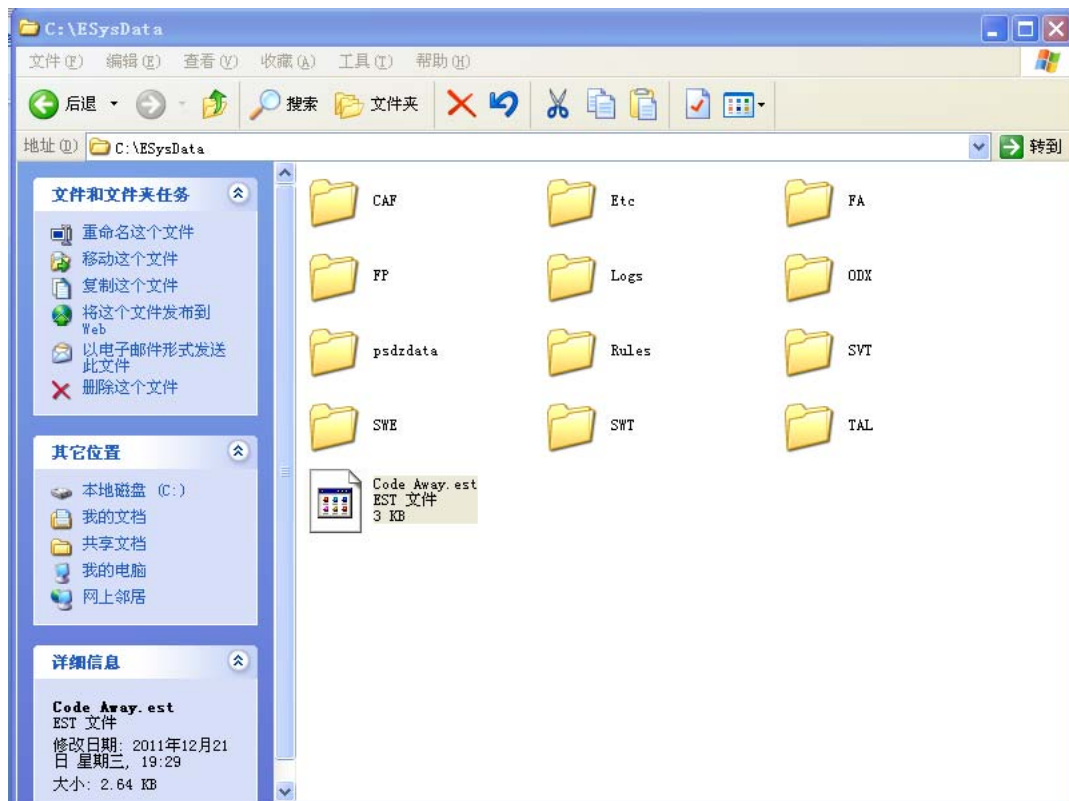 C:\ESysData
文件(F) 编辑(E) 查看(V) 收藏(A) 工具(T) 帮助(H)
后退 搜索 文件夹
地址(D) C:\ESysData 转到
文件和文件夹任务
重命名这个文件
移动这个文件
复制这个文件
将这个文件发布到
Web
以电子邮件形式发送
此文件
删除这个文件
其它位置
本地磁盘 (C:)
我的文档
共享文档
我的电脑
网上邻居
详细信息
Code Away.est
EST 文件
修改日期: 2011年12月21
日 星期三, 19:29
大小: 2.64 KB
CAF Etc FA
FP Logs ODX
psdzdata Rules SVT
SWE SWT TAL
Code Away.est
EST 文件
3 KB